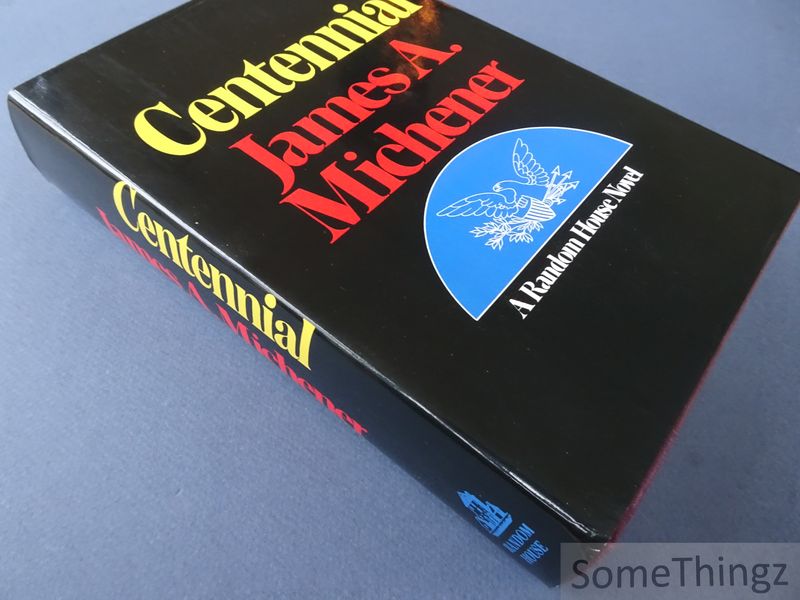 Centennial
James A.
Michener
A Random House Novel
Centennial
James A. Michener
RANDOM
HOUSE
SomeThingz